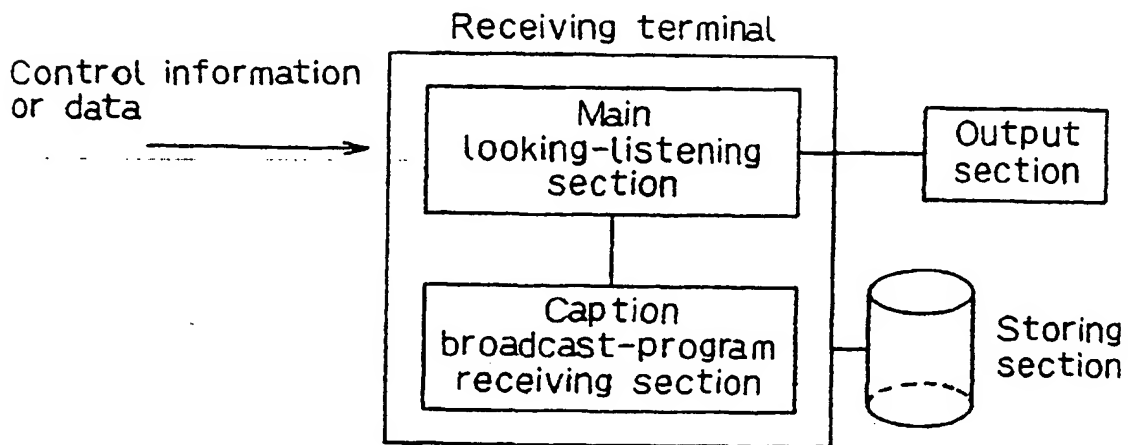 Receiving terminal
Control information
or data
Main
looking-listening
section
Output
section
Caption
broadcast-program
receiving section
Storing
section